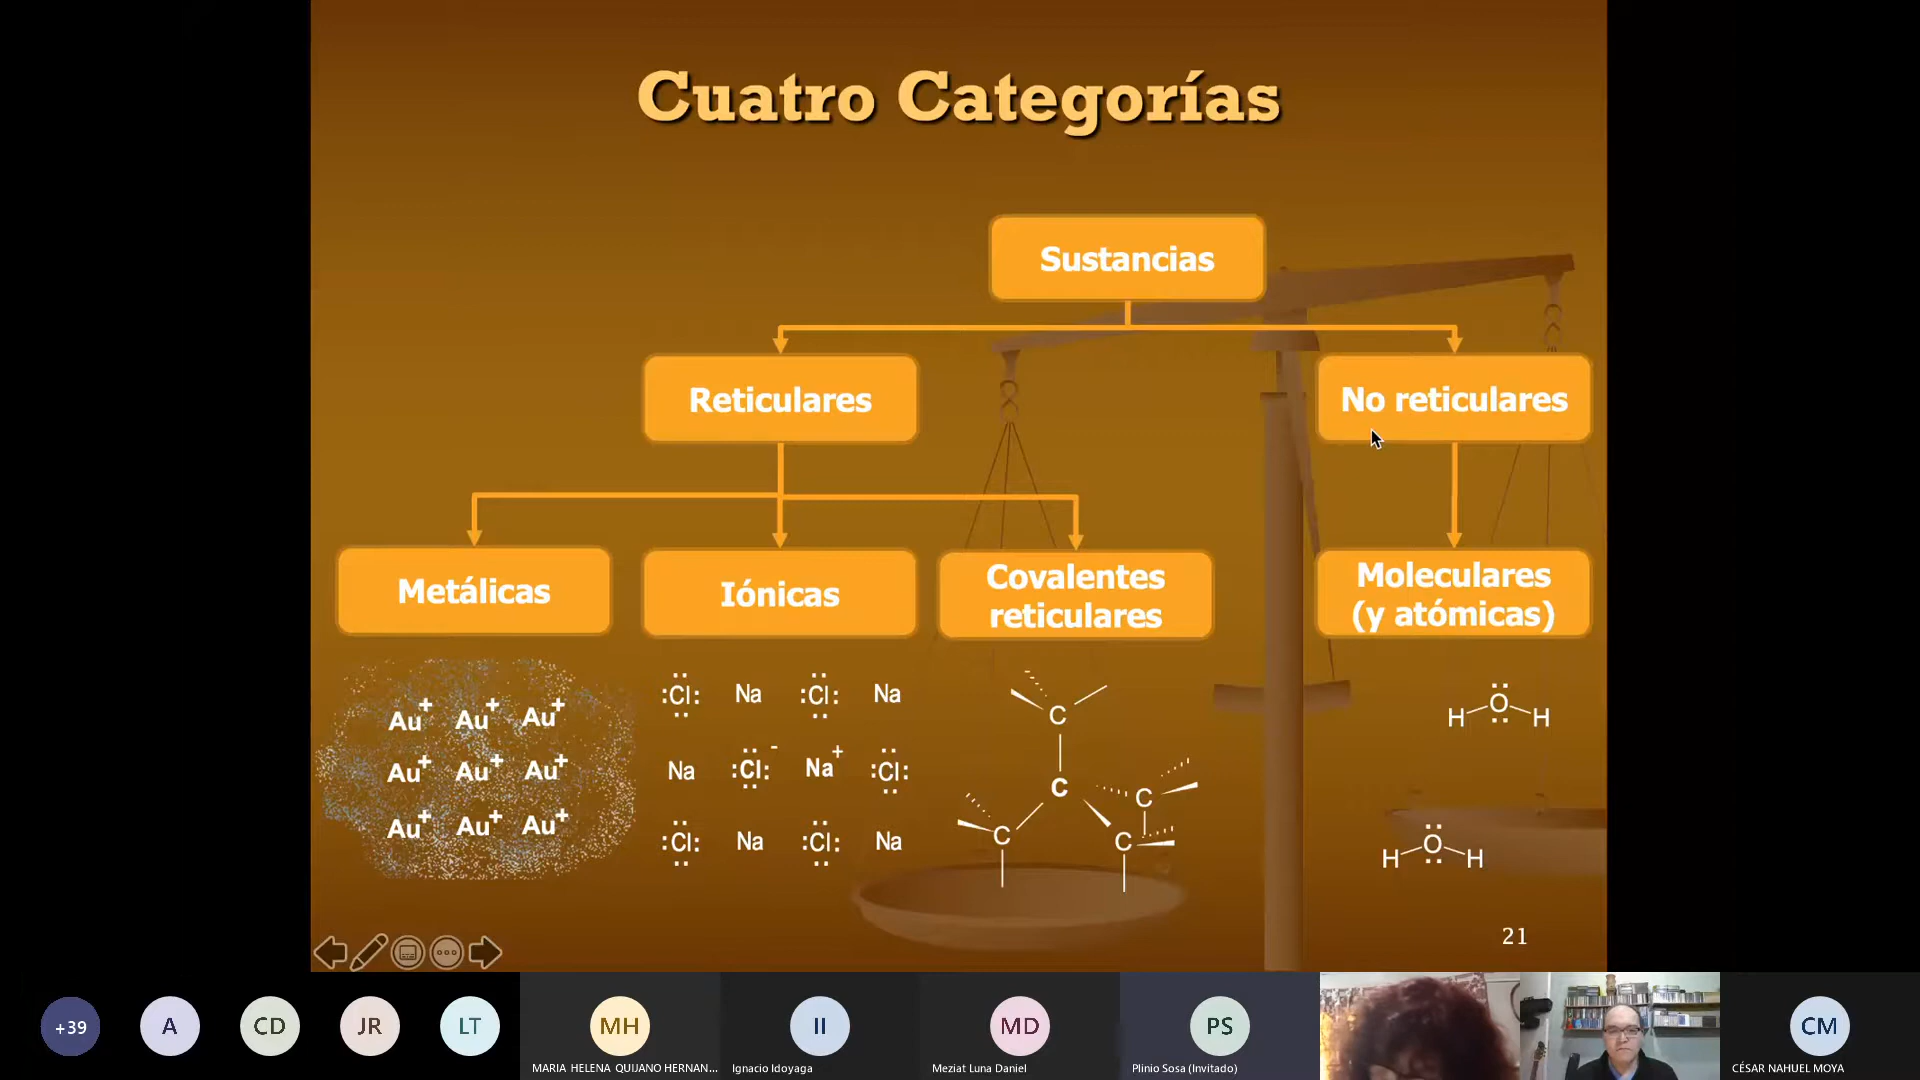 Cuatro Categorías
Sustancias
Reticulares
No reticulares
Metálicas
Iónicas
Covalentes
reticulares
Moleculares
(y atómicas)
Au+ Au+ Au+
Au+ Au+ Au+
Au+ Au+ Au+
:Cl: Na :Cl: Na
Na :Cl:- Na+ :Cl:
:Cl: Na :Cl: Na
C
C
C
C
C
H O H
H O H
21
+39
A
CD
JR
LT
MH
MARIA HELENA QUIJANO HERNAN...
II
Ignacio Idoyaga
MD
Meziat Luna Daniel
PS
Plinio Sosa (Invitado)
CM
CÉSAR NAHUEL MOYA